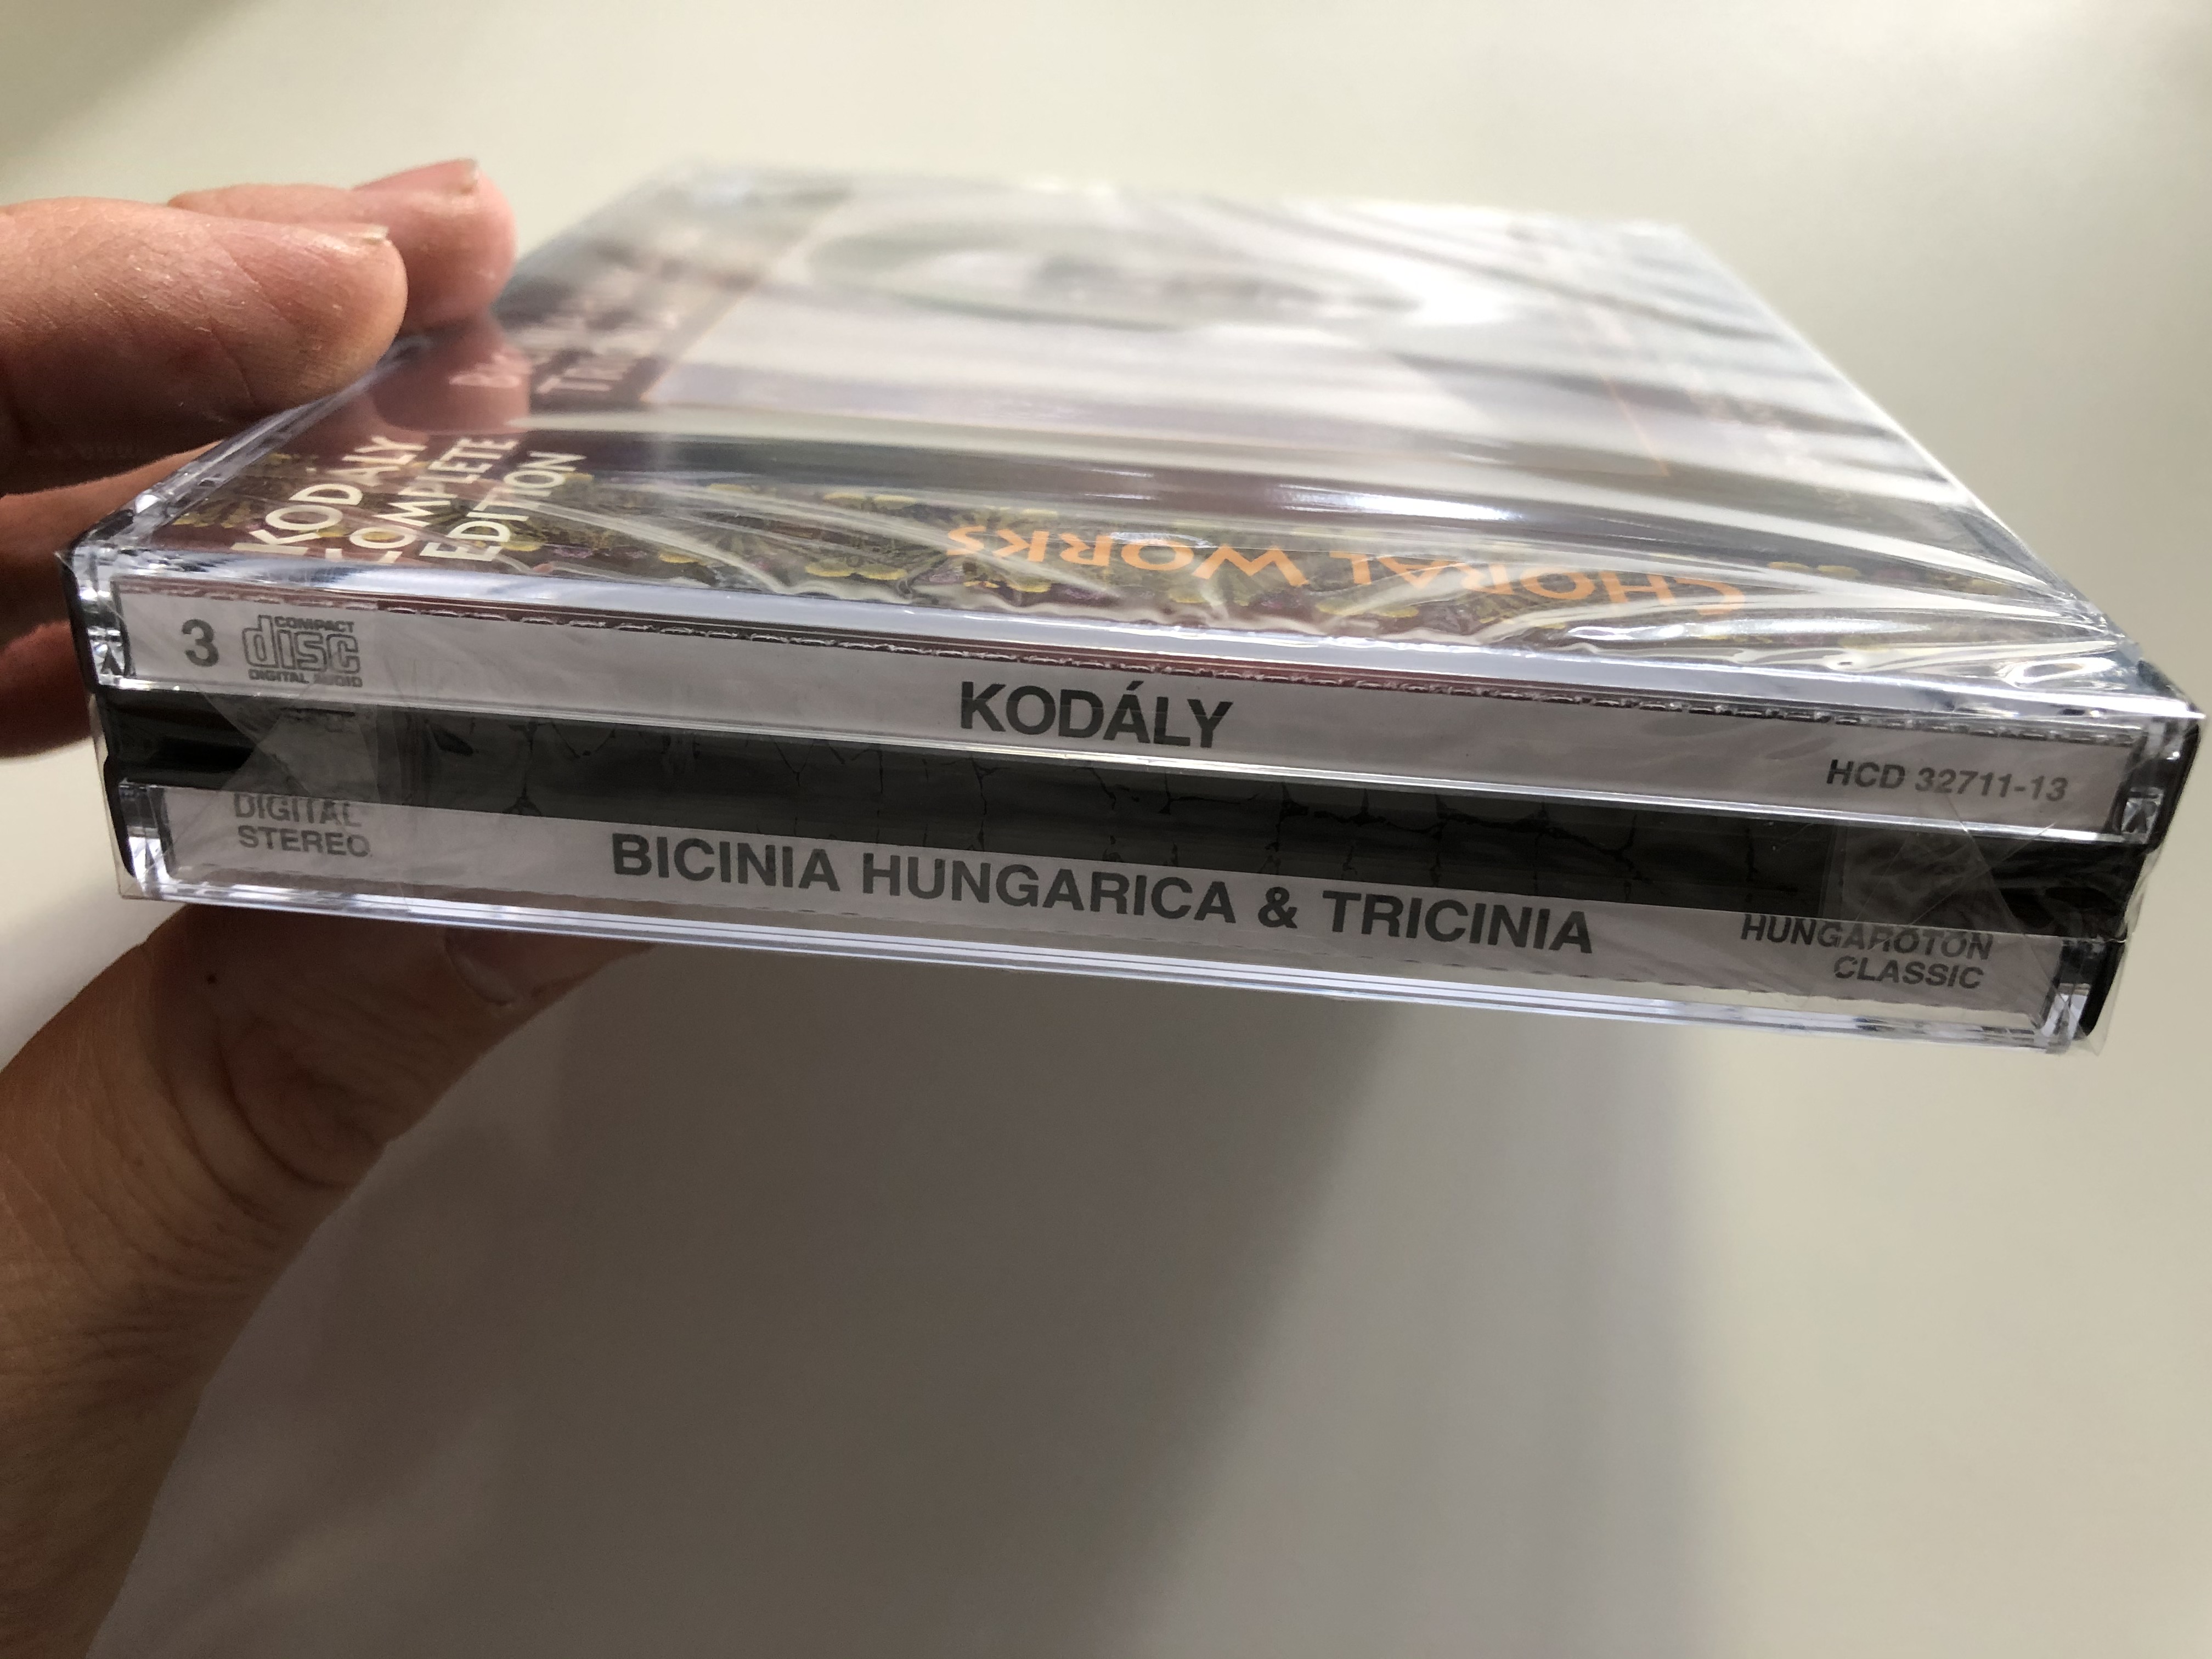 KODÁLY
COMPLETE
EDITION
CHORAL WORKS
3
COMPACT
disc
DIGITAL AUDIO
KODÁLY
HCD 32711-13
DIGITAL
STEREO
BICINIA HUNGARICA & TRICINIA
HUNGAROTON
CLASSIC